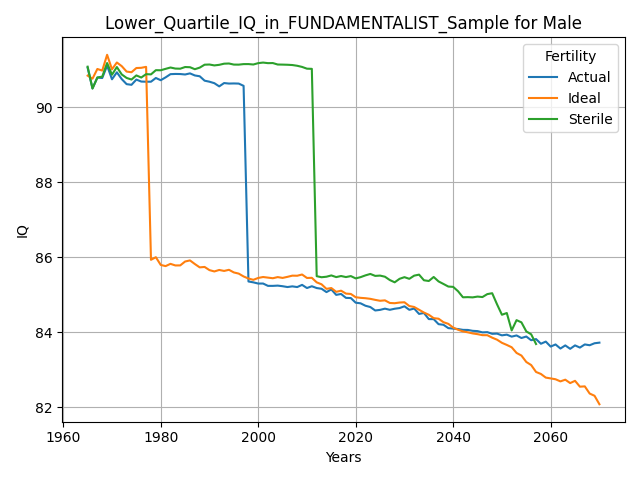 Lower_Quartile_IQ_in_FUNDAMENTALIST_Sample for Male
Fertility
Actual
Ideal
Sterile
IQ
90
88
86
84
82
1960
1980
2000
2020
2040
2060
Years